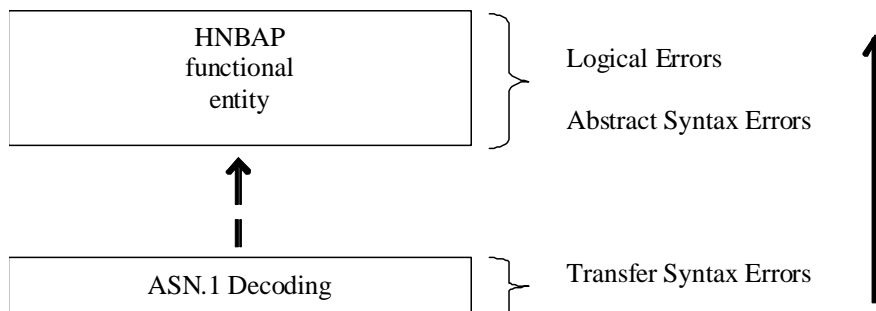 HNBAP
functional
entity
Logical Errors
Abstract Syntax Errors
ASN.1 Decoding
Transfer Syntax Errors